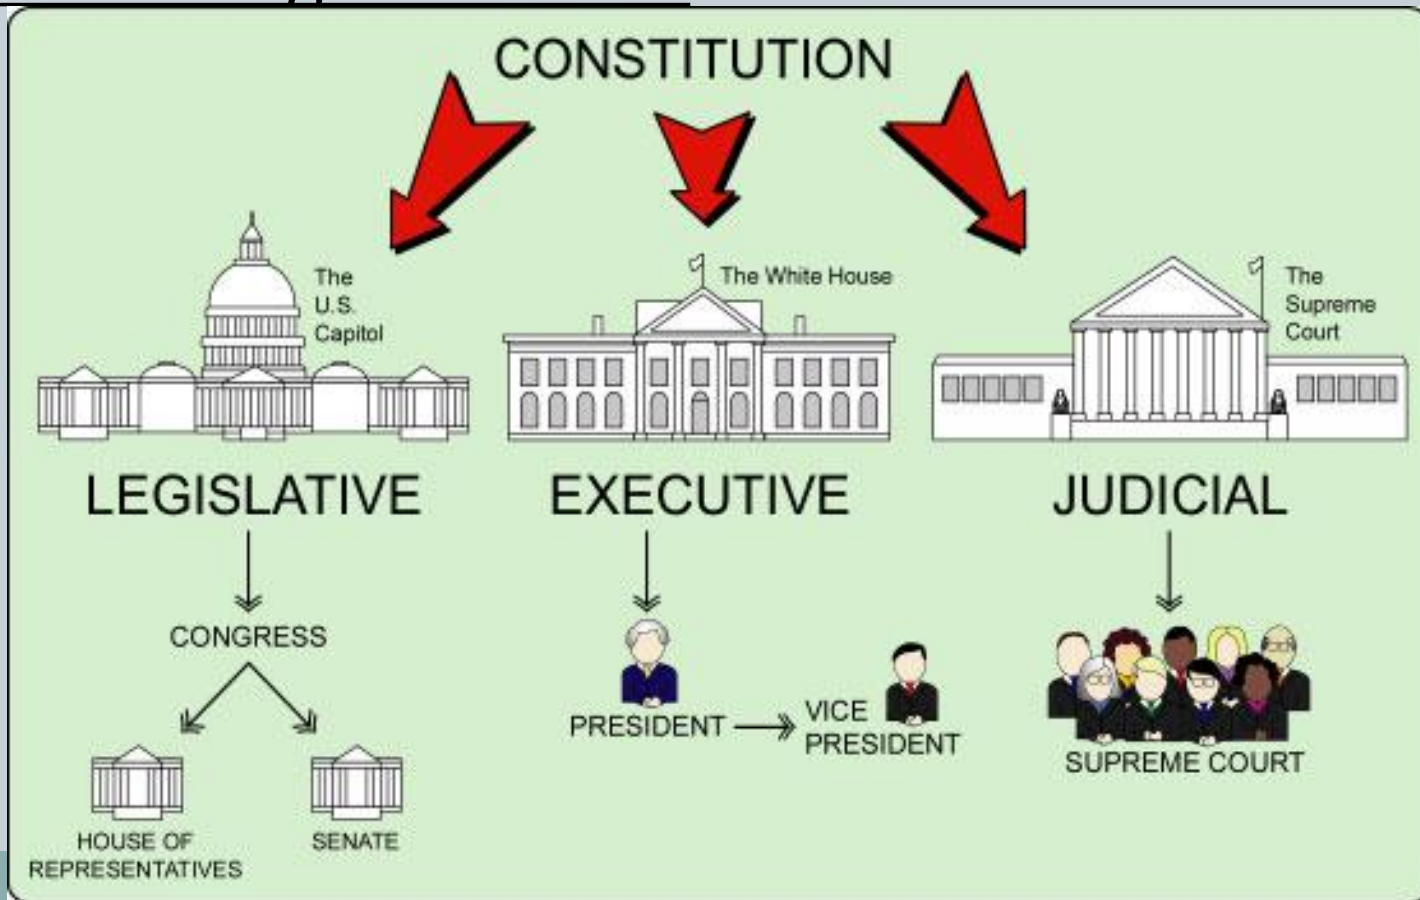 CONSTITUTION
The
U.S.
Capitol
The White House
The
Supreme
Court
LEGISLATIVE
EXECUTIVE
JUDICIAL
CONGRESS
PRESIDENT
VICE
PRESIDENT
SUPREME COURT
HOUSE OF
REPRESENTATIVES
SENATE